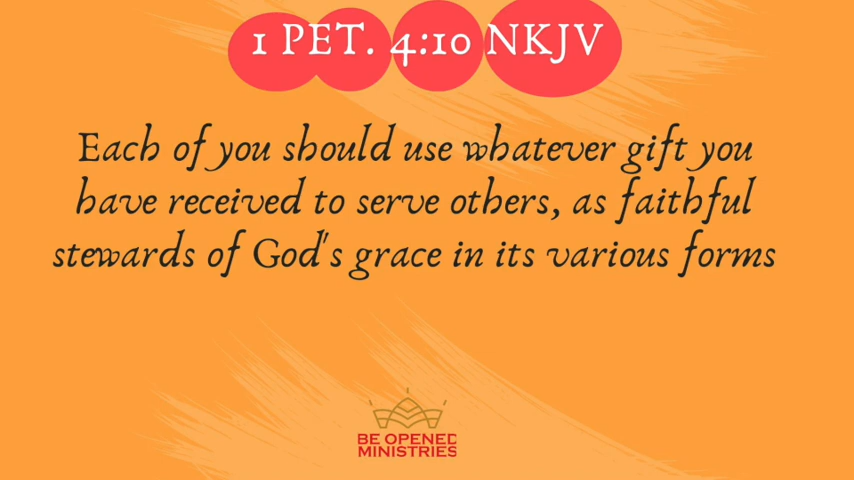 1 PET. 4:10 NKJV
Each of you should use whatever gift you
have received to serve others, as faithful
stewards of God's grace in its various forms
BE OPENED
MINISTRIES